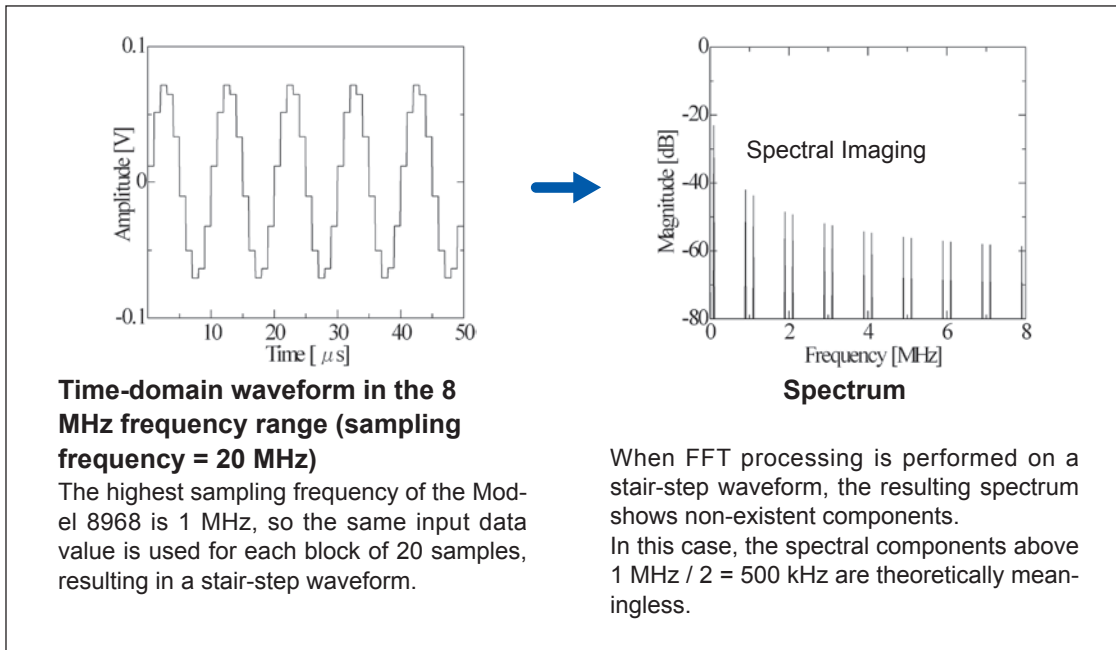 0.1
0
-0.1
Amplitude [V]
10
20
30
40
50
Time [ μs]
0
-20
-40
-60
-80
Magnitude [dB]
Spectral Imaging
0
2
4
6
8
Frequency [MHz]
Time-domain waveform in the 8
MHz frequency range (sampling
frequency = 20 MHz)
The highest sampling frequency of the Mod-
el 8968 is 1 MHz, so the same input data
value is used for each block of 20 samples,
resulting in a stair-step waveform.
Spectrum
When FFT processing is performed on a
stair-step waveform, the resulting spectrum
shows non-existent components.
In this case, the spectral components above
1 MHz / 2 = 500 kHz are theoretically mean-
ingless.